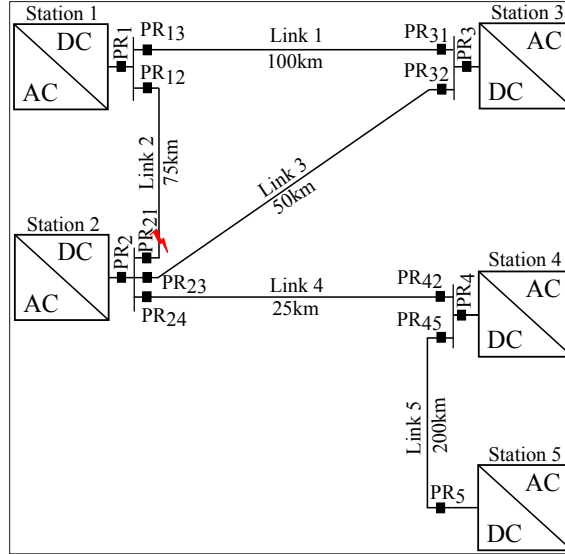 Station 1
DC
AC
PR1
PR13
PR12
Link 1
100km
Station 3
PR31
PR32
PR3
AC
DC
Link 2
75km
Link 3
50km
Station 2
DC
AC
PR2
PR21
PR23
PR24
Link 4
25km
Station 4
PR42
PR45
PR4
AC
DC
Link 5
200km
Station 5
PR5
AC
DC